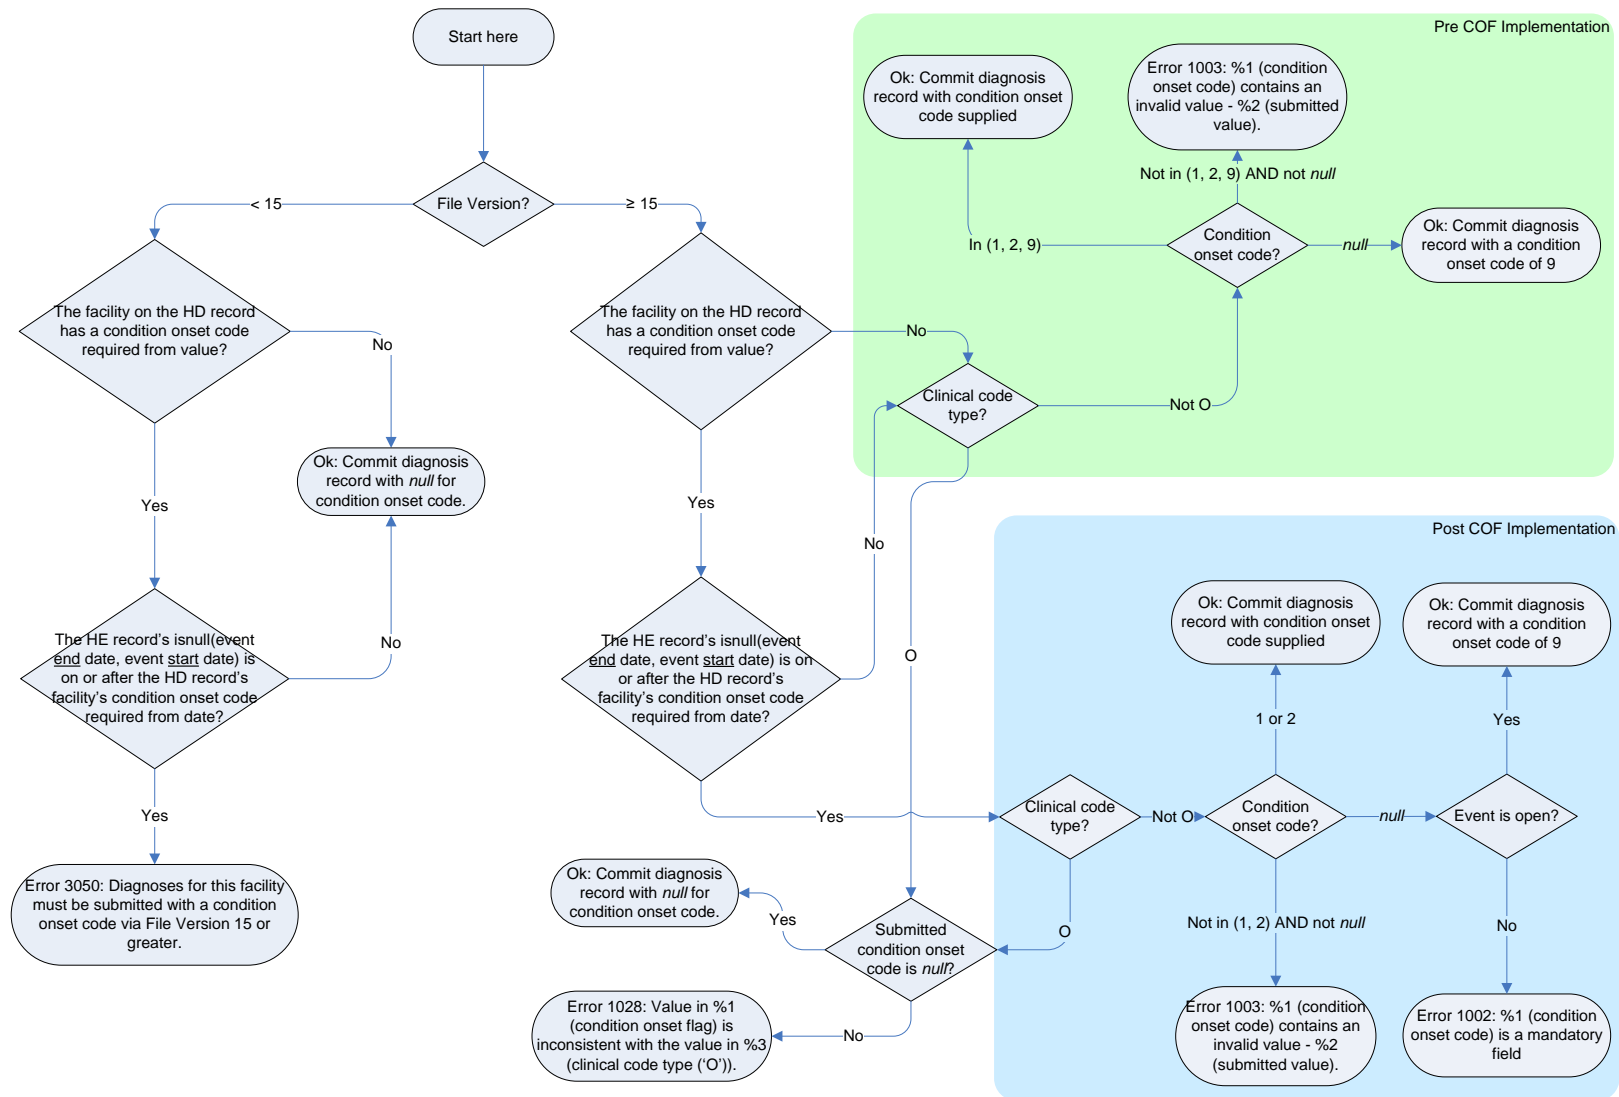 Start here
Pre COF Implementation
Ok: Commit diagnosis
record with condition onset
code supplied
Error 1003: %1 (condition
onset code) contains an
invalid value - %2 (submitted
value).
Not in (1, 2, 9) AND not null
< 15
File Version?
≥ 15
In (1, 2, 9)
Condition
onset code?
null
Ok: Commit diagnosis
record with a condition
onset code of 9
The facility on the HD record
has a condition onset code
required from value?
No
The facility on the HD record
has a condition onset code
required from value?
No
Clinical code
type?
Not O
Ok: Commit diagnosis
record with null for
condition onset code.
Yes
Yes
No
Post COF Implementation
The HE record's isnull(event
end date, event start date) is
on or after the HD record's
facility's condition onset code
required from date?
No
The HE record's isnull(event
end date, event start date) is on
or after the HD record's
facility's condition onset code
required from date?
O
Ok: Commit diagnosis
record with condition onset
code supplied
Ok: Commit diagnosis
record with a condition
onset code of 9
1 or 2
Yes
Yes
Yes
Clinical code
type?
Not O
Condition
onset code?
null
Event is open?
Error 3050: Diagnoses for this facility
must be submitted with a condition
onset code via File Version 15 or
greater.
Ok: Commit diagnosis
record with null for
condition onset code.
Yes
Submitted
condition onset
code is null?
O
Not in (1, 2) AND not null
No
Error 1028: Value in %1
(condition onset flag) is
inconsistent with the value in %3
(clinical code type (‘O’)).
No
Error 1003: %1 (condition
onset code) contains an
invalid value - %2
(submitted value).
Error 1002: %1 (condition
onset code) is a mandatory
field